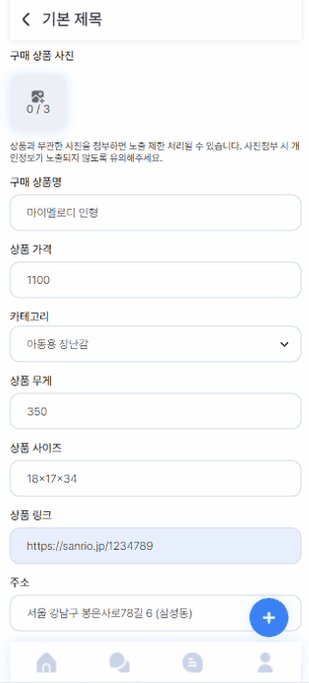 기본 제목
구매 상품 사진
0 / 3
상품과 무관한 사진을 첨부하면 노출 제한 처리될 수 있습니다. 사진첨부 시 개
인정보가 노출되지 않도록 유의해주세요.
구매 상품명
마이멜로디 인형
상품 가격
1100
카테고리
아동용 장난감
상품 무게
350
상품 사이즈
18x17x34
상품 링크
https://sanrio.jp/1234789
주소
서울 강남구 봉은사로78길 6 (삼성동)